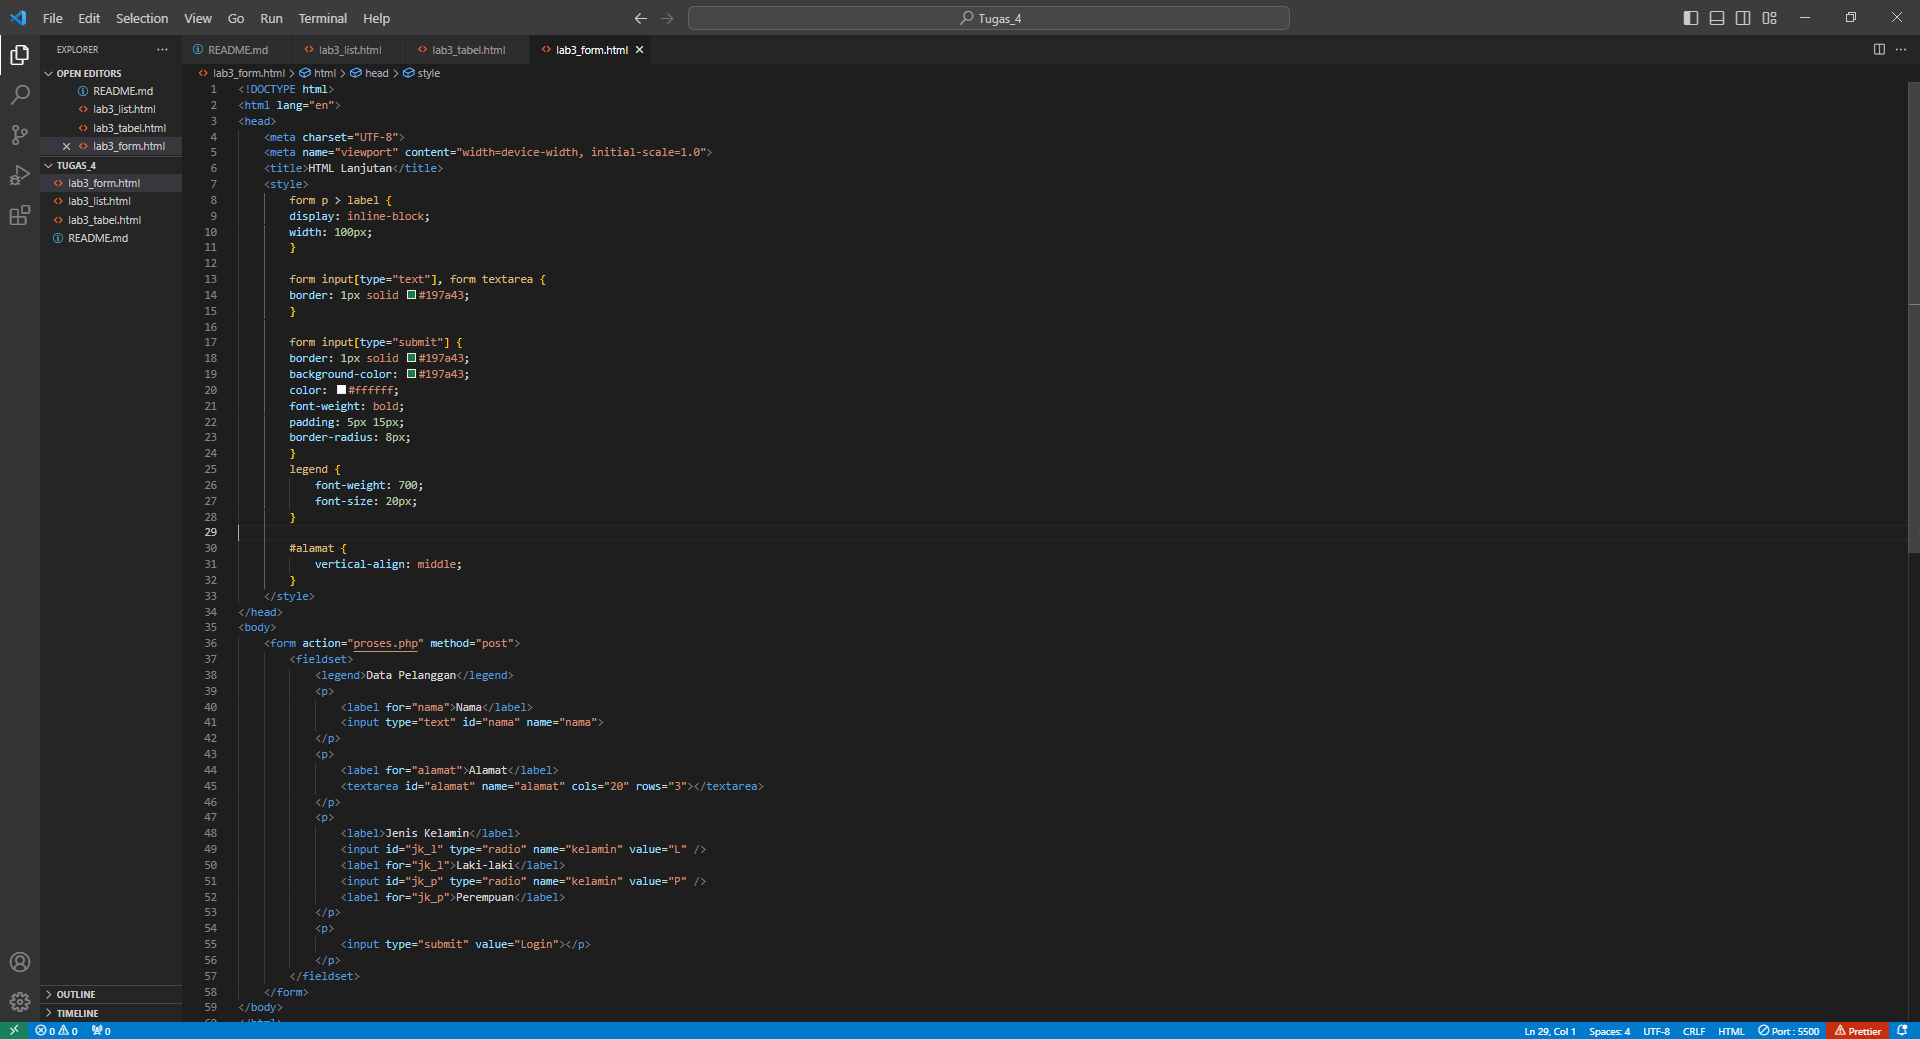 File Edit Selection View Go Run Terminal Help
Tugas_4
EXPLORER
README.md lab3_list.html lab3_tabel.html lab3_form.html
OPEN EDITORS
README.md
lab3_list.html
lab3_tabel.html
lab3_form.html
TUGAS_4
lab3_form.html
lab3_list.html
lab3_tabel.html
README.md
OUTLINE
TIMELINE
lab3_form.html > html > head > style
1 <!DOCTYPE html>
2 <html lang="en">
3 <head>
4 <meta charset="UTF-8">
5 <meta name="viewport" content="width=device-width, initial-scale=1.0">
6 <title>HTML Lanjutan</title>
7 <style>
8 form p > label {
9 display: inline-block;
10 width: 100px;
11 }
12
13 form input[type="text"], form textarea {
14 border: 1px solid #197a43;
15 }
16
17 form input[type="submit"] {
18 border: 1px solid #197a43;
19 background-color: #197a43;
20 color: #ffffff;
21 font-weight: bold;
22 padding: 5px 15px;
23 border-radius: 8px;
24 }
25 legend {
26 font-weight: 700;
27 font-size: 20px;
28 }
29
30 #alamat {
31 vertical-align: middle;
32 }
33 </style>
34 </head>
35 <body>
36 <form action="proses.php" method="post">
37 <fieldset>
38 <legend>Data Pelanggan</legend>
39 <p>
40 <label for="nama">Nama</label>
41 <input type="text" id="nama" name="nama">
42 </p>
43 <p>
44 <label for="alamat">Alamat</label>
45 <textarea id="alamat" name="alamat" cols="20" rows="3"></textarea>
46 </p>
47 <p>
48 <label>Jenis Kelamin</label>
49 <input id="jk_l" type="radio" name="kelamin" value="L" />
50 <label for="jk_l">Laki-laki</label>
51 <input id="jk_p" type="radio" name="kelamin" value="P" />
52 <label for="jk_p">Perempuan</label>
53 </p>
54 <p>
55 <input type="submit" value="Login"></p>
56 </p>
57 </fieldset>
58 </form>
59 </body>
0 0 0
Ln 29, Col 1 Spaces: 4 UTF-8 CRLF HTML Port : 5500 Prettier